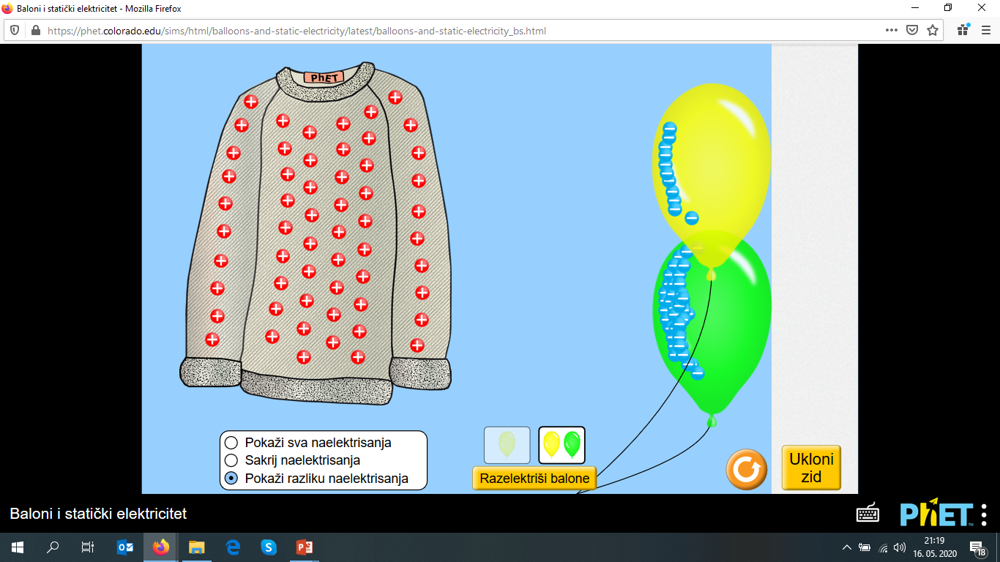 Baloni i statički elektricitet - Mozilla Firefox
https://phet.colorado.edu/sims/html/balloons-and-static-electricity/latest/balloons-and-static-electricity_bs.html
PhET
Pokaži sva naelektrisanja
Sakrij naelektrisanja
Pokaži razliku naelektrisanja
Razelektriši balone
Ukloni
zid
Baloni i statički elektricitet
PhET
21:19
16. 05. 2020
18